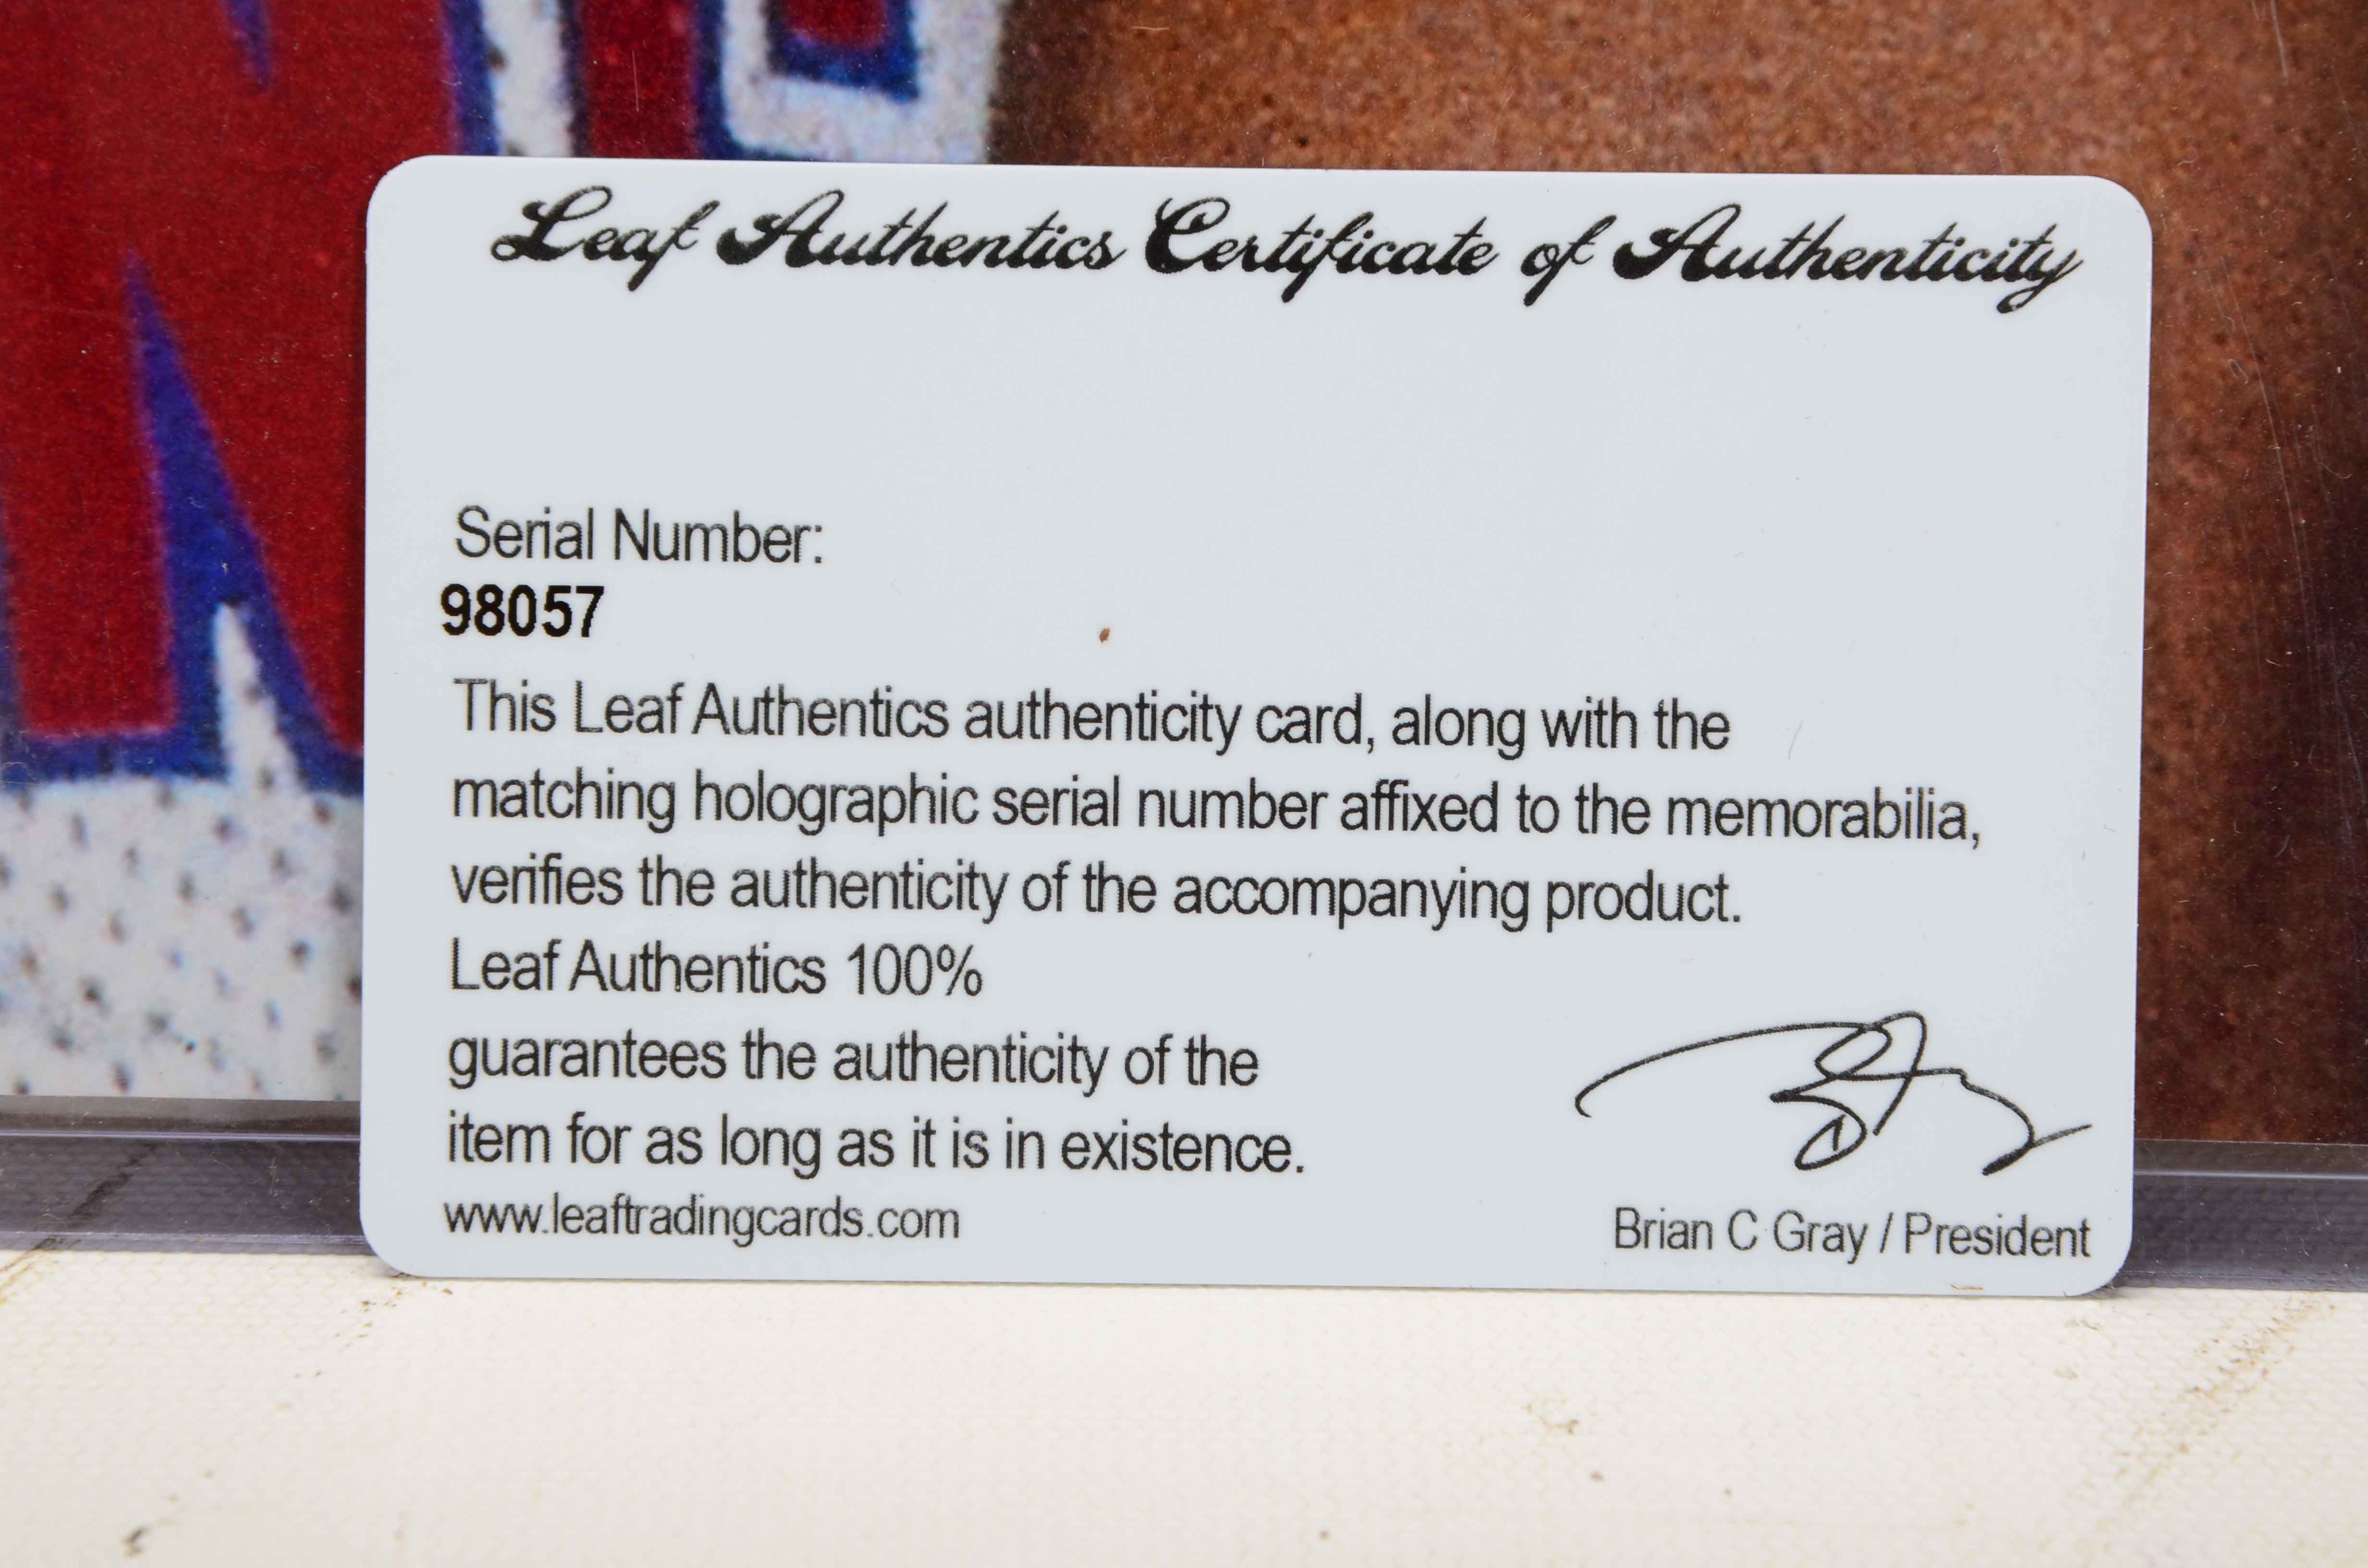 Leaf Authentics Certificate of Authenticity
Serial Number:
98057
This Leaf Authentics authenticity card, along with the
matching holographic serial number affixed to the memorabilia,
verifies the authenticity of the accompanying product.
Leaf Authentics 100%
guarantees the authenticity of the
item for as long as it is in existence.
www.leaftradingcards.com
Brian C Gray / President